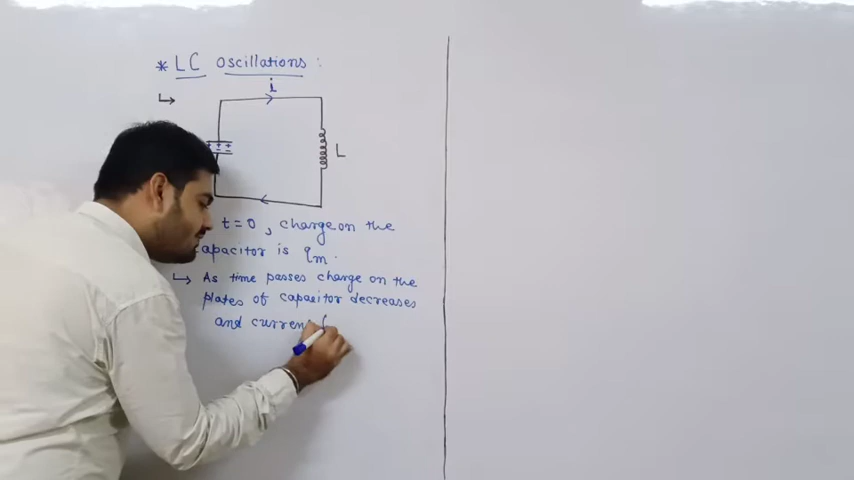 * LC Oscillations :
i
+ + +
- - -
L
t = 0 , charge on the
capacitor is qm.
As time passes charge on the
plates of capacitor decreases
and current